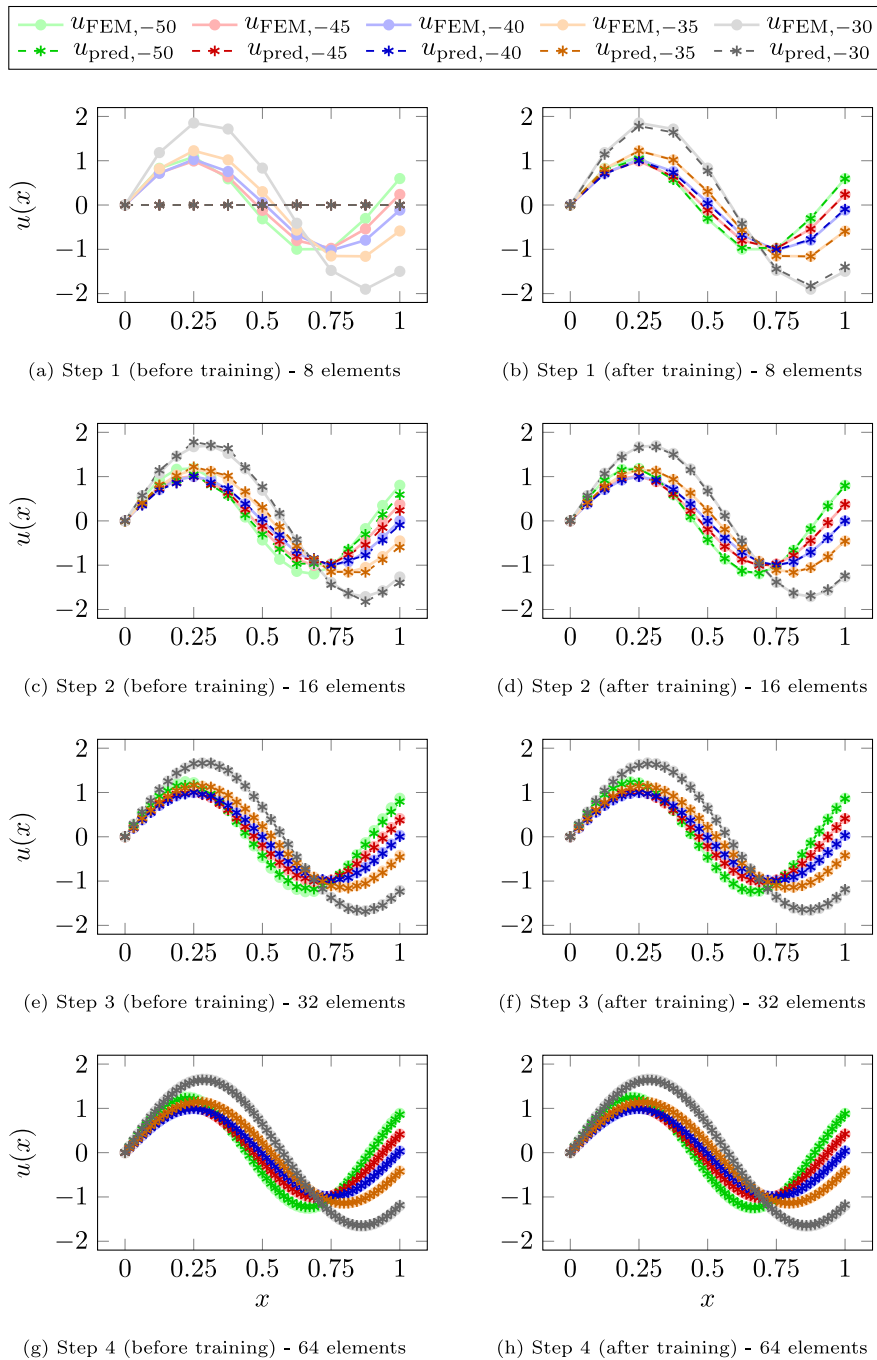 u_FEM,−50 u_FEM,−45 u_FEM,−40 u_FEM,−35 u_FEM,−30
u_pred,−50 u_pred,−45 u_pred,−40 u_pred,−35 u_pred,−30
2
1
0
−1
−2
u(x)
0 0.25 0.5 0.75 1
(a) Step 1 (before training) - 8 elements
2
1
0
−1
−2
0 0.25 0.5 0.75 1
(b) Step 1 (after training) - 8 elements
2
1
0
−1
−2
u(x)
0 0.25 0.5 0.75 1
(c) Step 2 (before training) - 16 elements
2
1
0
−1
−2
0 0.25 0.5 0.75 1
(d) Step 2 (after training) - 16 elements
2
1
0
−1
−2
u(x)
0 0.25 0.5 0.75 1
(e) Step 3 (before training) - 32 elements
2
1
0
−1
−2
0 0.25 0.5 0.75 1
(f) Step 3 (after training) - 32 elements
2
1
0
−1
−2
u(x)
0 0.25 0.5 0.75 1
x
(g) Step 4 (before training) - 64 elements
2
1
0
−1
−2
0 0.25 0.5 0.75 1
x
(h) Step 4 (after training) - 64 elements